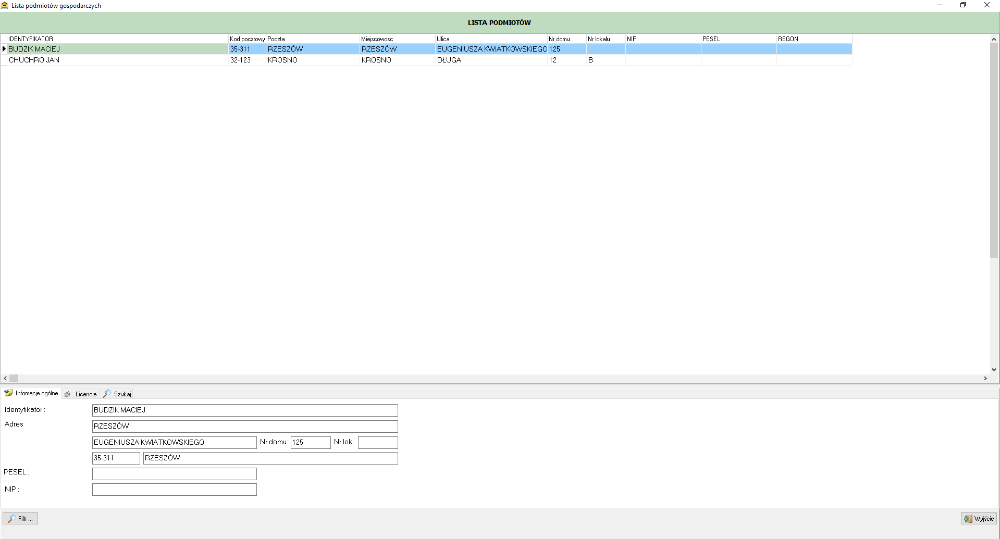 Lista podmiotów gospodarczych
LISTA PODMIOTÓW
IDENTYFIKATOR Kod pocztowy Poczta Miejscowosc Ulica Nr domu Nr lokalu NIP PESEL REGON
BUDZIK MACIEJ 35-311 RZESZÓW RZESZÓW EUGENIUSZA KWIATKOWSKIEGO 125
CHUCHRO JAN 32-123 KROSNO KROSNO DŁUGA 12 B
Infomacje ogólne Licencje Szukaj
Identyfikator : BUDZIK MACIEJ
Adres RZESZÓW
EUGENIUSZA KWIATKOWSKIEGO Nr domu 125 Nr lok
35-311 RZESZÓW
PESEL :
NIP :
Filtr ... Wyjście